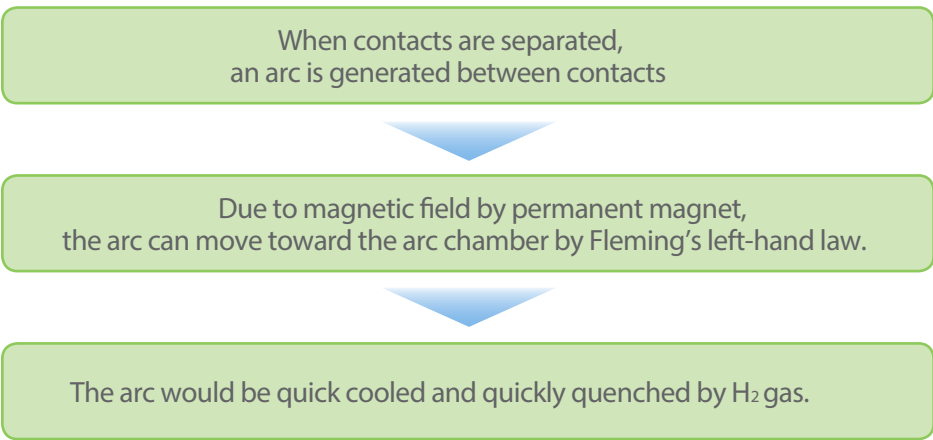 When contacts are separated,
an arc is generated between contacts
Due to magnetic field by permanent magnet,
the arc can move toward the arc chamber by Fleming’s left-hand law.
The arc would be quick cooled and quickly quenched by H₂ gas.